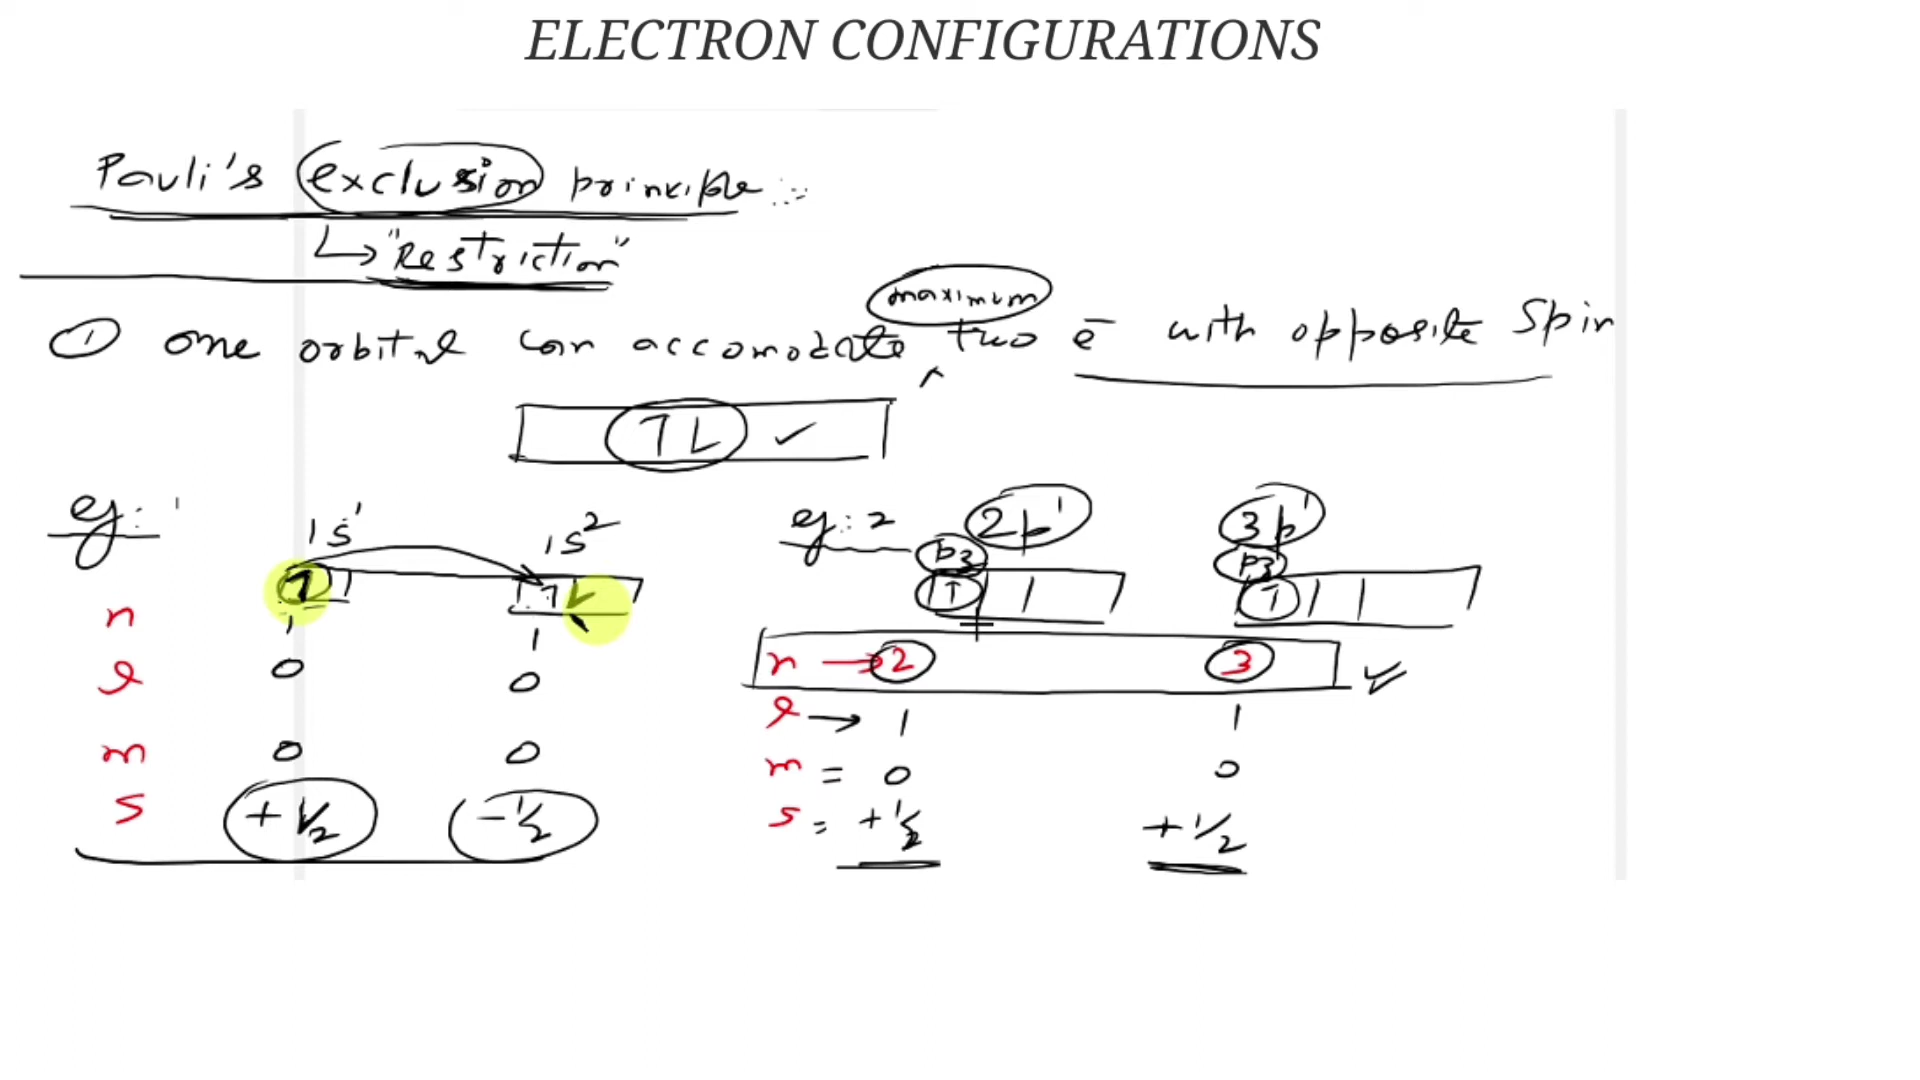 ELECTRON CONFIGURATIONS
Pauli's exclusion principle :-
↳ "Restriction"
maximum
① one orbital can accomodate ^ two e⁻ with opposite spin
↑ ↓ ✓
eg: 1 1s¹ 1s² eg: 2 2p¹ 3p¹
pz pz
↑ ↑ ↓ ↑ ↑
n 1 1 n → 2 3 ✓
l 0 0 l → 1 1
m 0 0 m = 0 0
s +1/2 -1/2 s = +1/2 +1/2